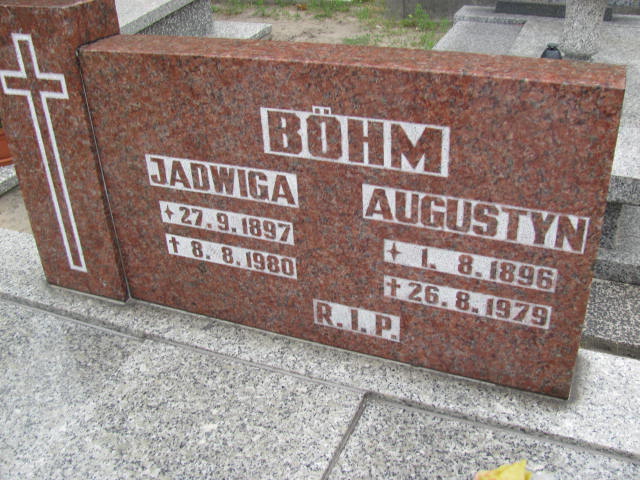 BÖHM
JADWIGA
✦ 27. 9. 1897
✝ 8. 8. 1980
AUGUSTYN
✦ 1. 8. 1896
✝ 26. 8. 1979
R.I.P.